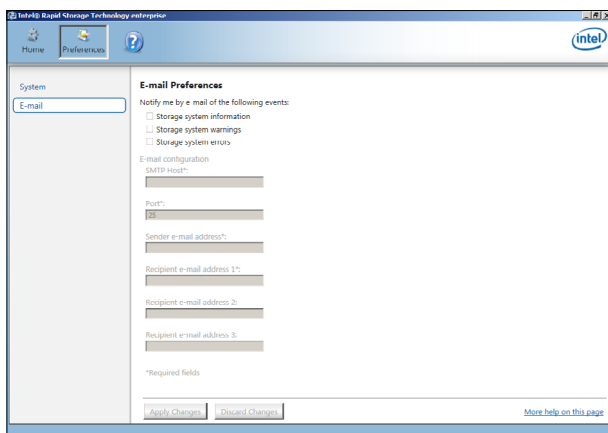 Intel® Rapid Storage Technology enterprise
Home
Preferences
?
intel
System
E-mail
E-mail Preferences
Notify me by e-mail of the following events:
Storage system information
Storage system warnings
Storage system errors
E-mail configuration
SMTP Host*:
Port*:
25
Sender e-mail address*:
Recipient e-mail address 1*:
Recipient e-mail address 2:
Recipient e-mail address 3:
*Required fields
Apply Changes
Discard Changes
More help on this page